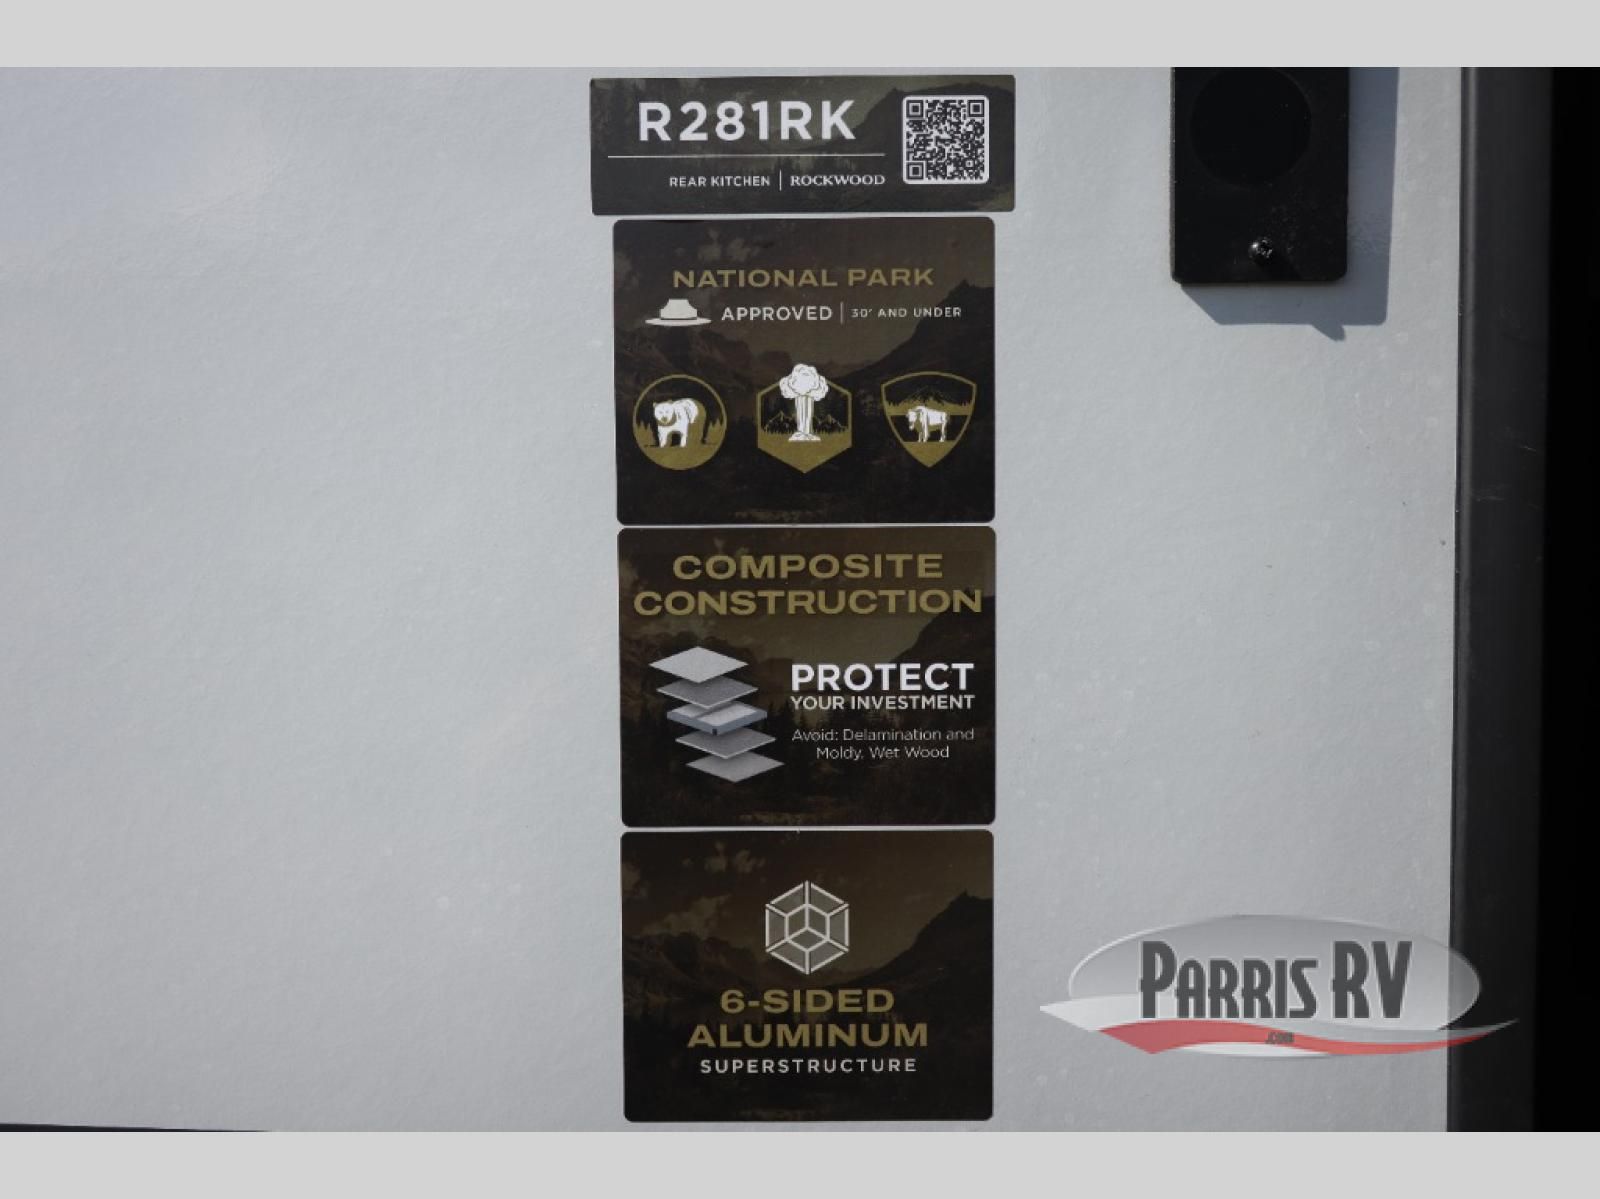 R281RK
REAR KITCHEN | ROCKWOOD
NATIONAL PARK
APPROVED | 30' AND UNDER
COMPOSITE
CONSTRUCTION
PROTECT
YOUR INVESTMENT
Avoid: Delamination and
Moldy, Wet Wood
6-SIDED
ALUMINUM
SUPERSTRUCTURE
PARRIS RV
.COM